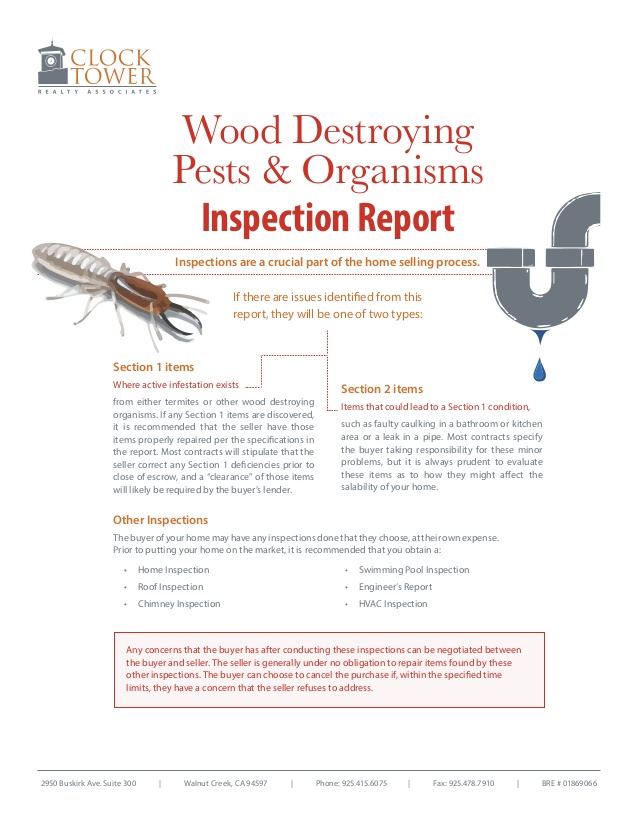 CLOCK
TOWER
REALTY ASSOCIATES
Wood Destroying
Pests & Organisms
Inspection Report
Inspections are a crucial part of the home selling process.
If there are issues identified from this
report, they will be one of two types:
Section 1 items
Where active infestation exists
from either termites or other wood destroying
organisms. If any Section 1 items are discovered,
it is recommended that the seller have those
items properly repaired per the specifications in
the report. Most contracts will stipulate that the
seller correct any Section 1 deficiencies prior to
close of escrow, and a “clearance” of those items
will likely be required by the buyer’s lender.
Section 2 items
Items that could lead to a Section 1 condition,
such as faulty caulking in a bathroom or kitchen
area or a leak in a pipe. Most contracts specify
the buyer taking responsibility for these minor
problems, but it is always prudent to evaluate
these items as to how they might affect the
salability of your home.
Other Inspections
The buyer of your home may have any inspections done that they choose, at their own expense.
Prior to putting your home on the market, it is recommended that you obtain a:
• Home Inspection
• Roof Inspection
• Chimney Inspection
• Swimming Pool Inspection
• Engineer’s Report
• HVAC Inspection
Any concerns that the buyer has after conducting these inspections can be negotiated between
the buyer and seller. The seller is generally under no obligation to repair items found by these
other inspections. The buyer can choose to cancel the purchase if, within the specified time
limits, they have a concern that the seller refuses to address.
2950 Buskirk Ave. Suite 300 | Walnut Creek, CA 94597 | Phone: 925.415.6075 | Fax: 925.478.7910 | BRE # 01869066